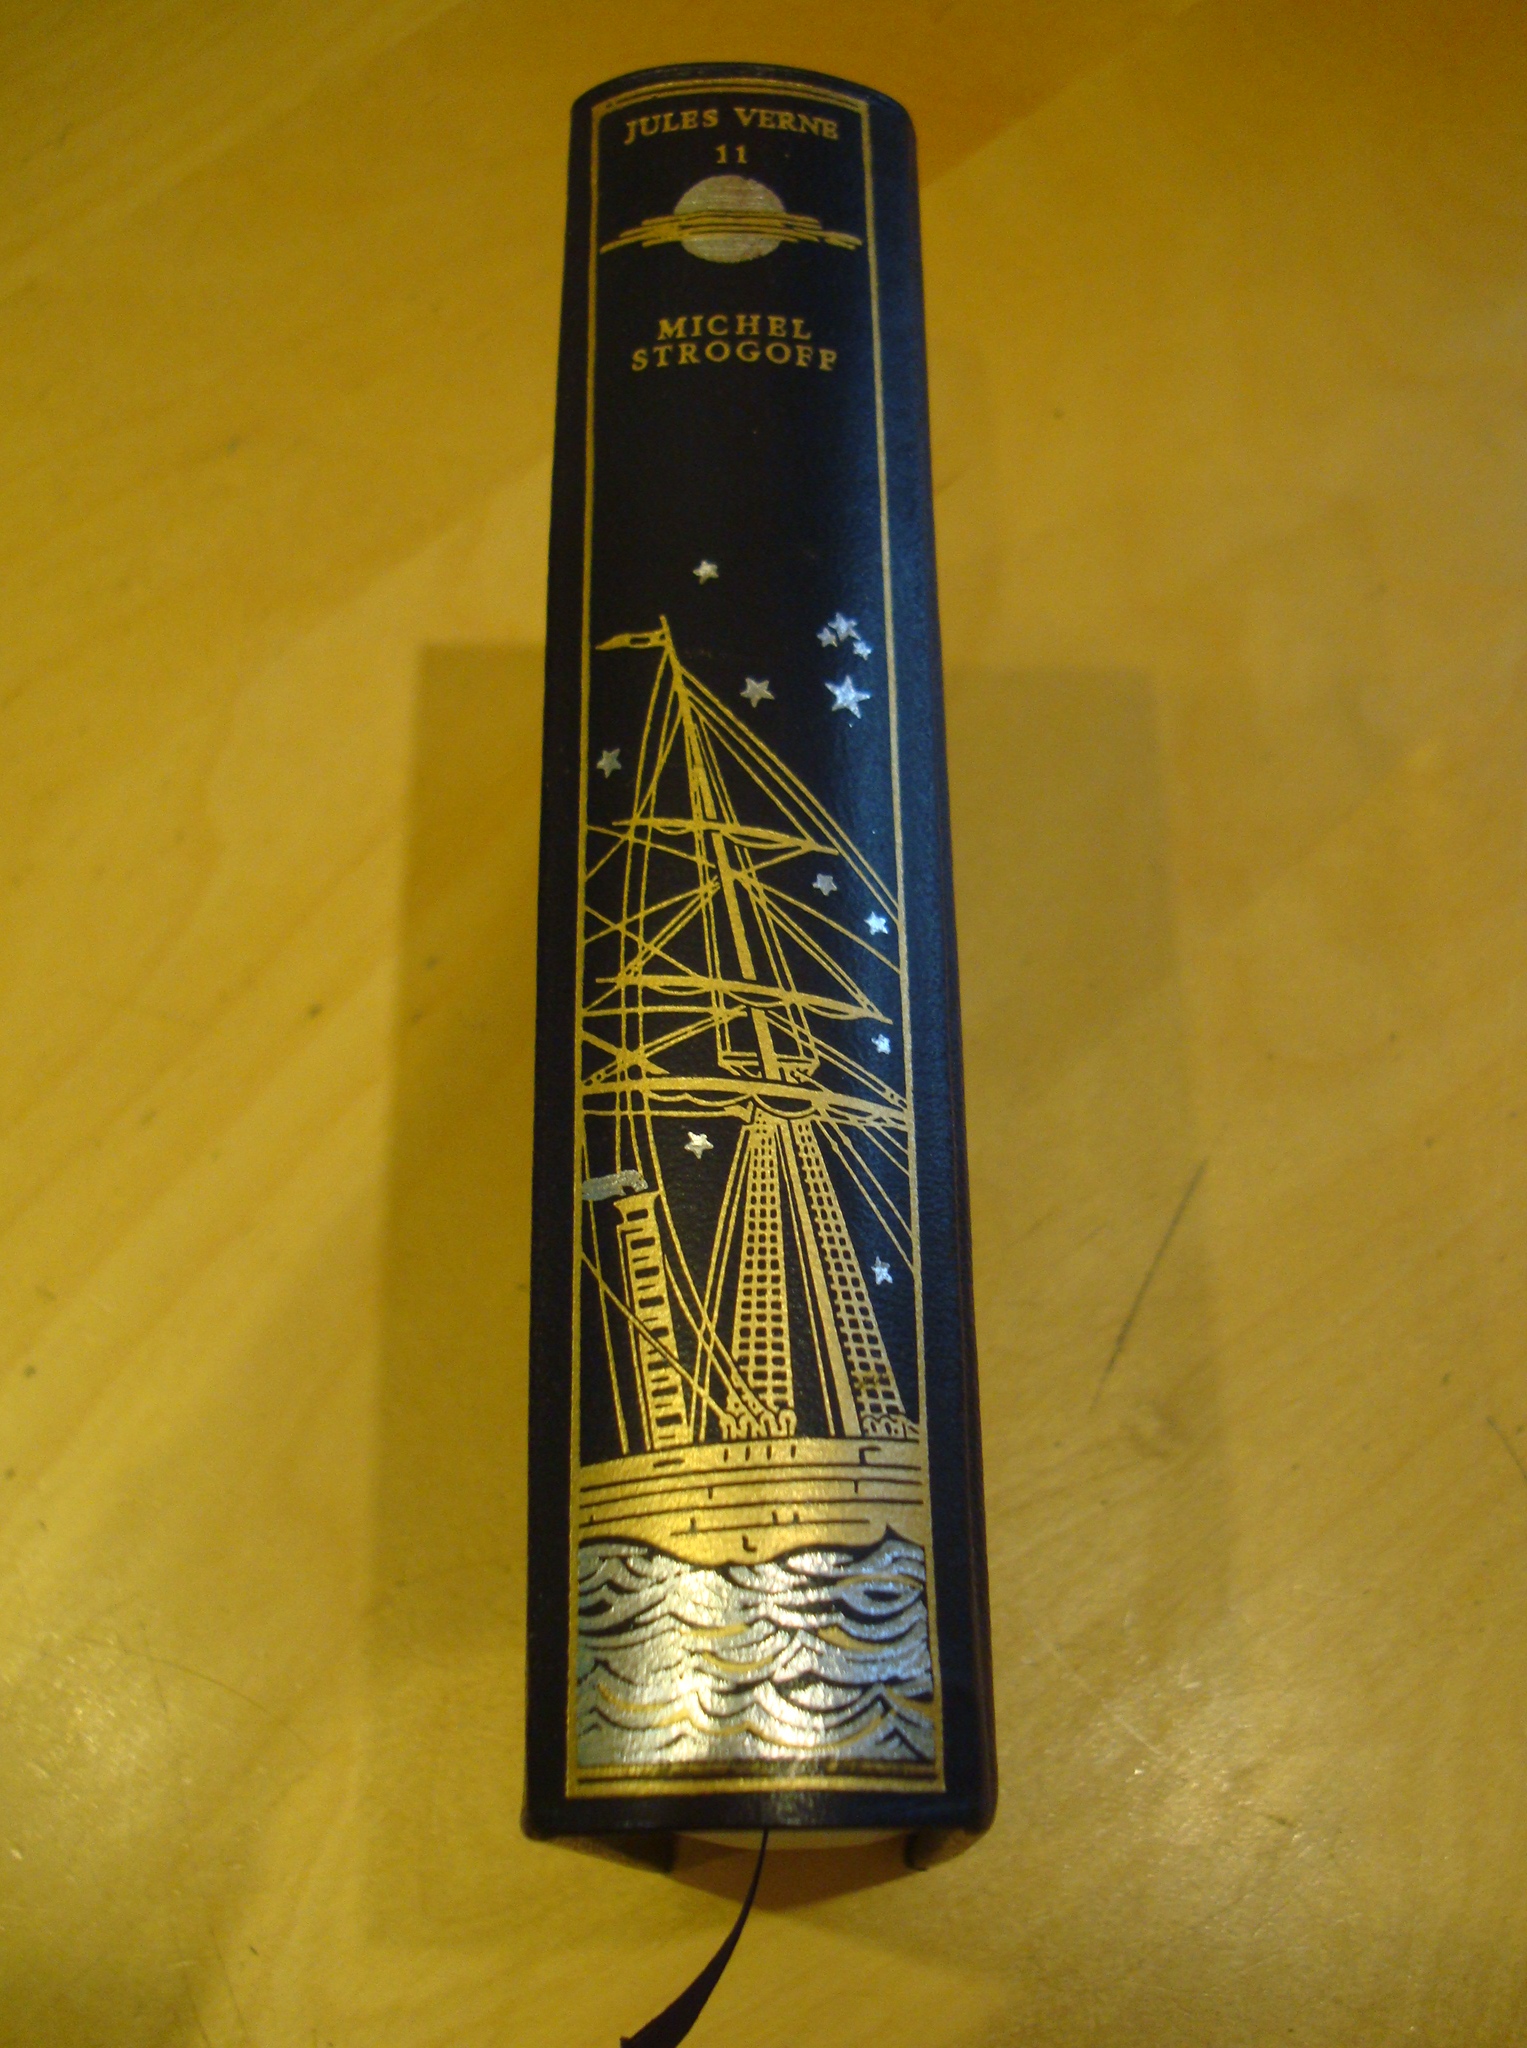 JULES VERNE
11
MICHEL
STROGOFF